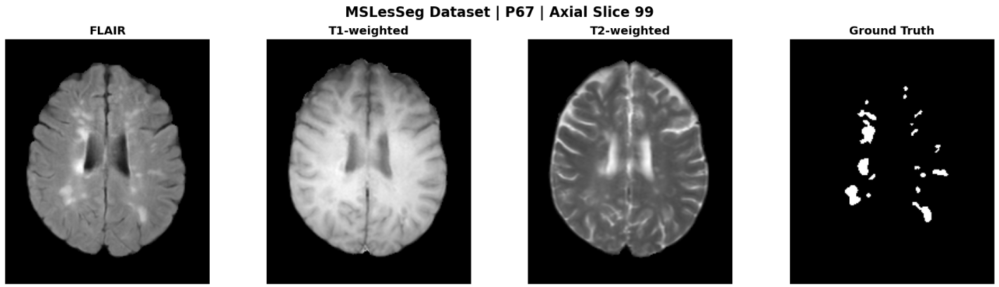 MSLesSeg Dataset | P67 | Axial Slice 99
FLAIR
T1-weighted
T2-weighted
Ground Truth